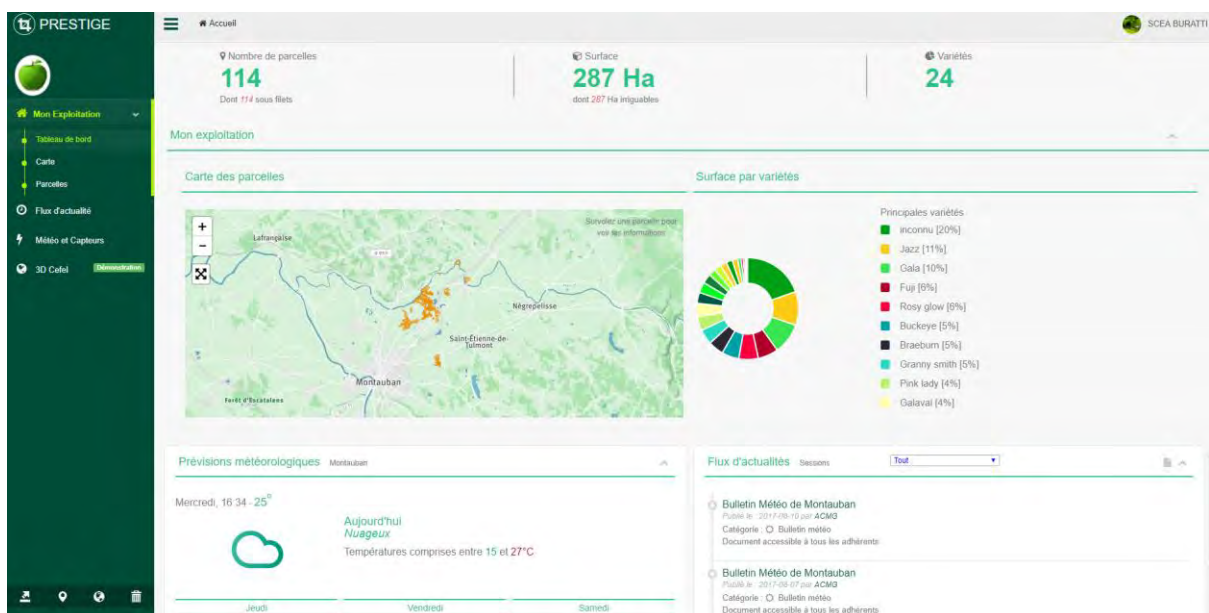 PRESTIGE
Accueil
SCEA BURATTI
Mon Exploitation
Tableau de bord
Carte
Parcelles
Flux d'actualité
Météo et Capteurs
3D Cefel
Démonstration
Nombre de parcelles
114
Dont 114 sous filets
Surface
287 Ha
dont 287 Ha irriguables
Variétés
24
Mon exploitation
Carte des parcelles
+
-
Survolez une parcelle pour
voir les informations
Lafrançaise
Nègrepelisse
Saint-Étienne-de-
Tulmont
Montauban
Forêt d'Escatalens
Surface par variétés
Principales variétés
inconnu [20%]
Jazz [11%]
Gala [10%]
Fuji [6%]
Rosy glow [6%]
Buckeye [5%]
Braeburn [5%]
Granny smith [5%]
Pink lady [4%]
Galaval [4%]
Prévisions météorologiques Montauban
Mercredi, 16:34 - 25°
Aujourd'hui
Nuageux
Températures comprises entre 15 et 27°C
Jeudi
Vendredi
Samedi
Flux d'actualités Sessions
Tout
Bulletin Météo de Montauban
Publié le : 2017-08-10 par ACMG
Catégorie : Bulletin météo
Document accessible à tous les adhérents
Bulletin Météo de Montauban
Publié le : 2017-08-07 par ACMG
Catégorie : Bulletin météo
Document accessible à tous les adhérents